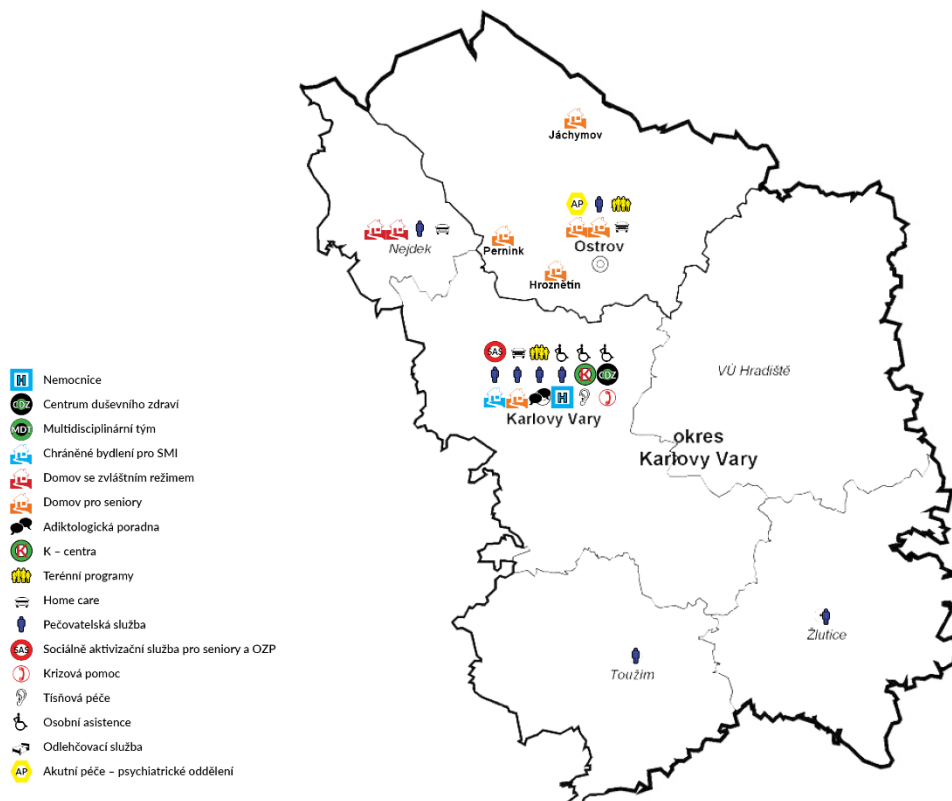 Jáchymov
AP
Nejdek
Pernink
Ostrov
Hroznětín
SAS
K
CDZ
H
Karlovy Vary
VÚ Hradiště
okres
Karlovy Vary
Žlutice
Toužim
H Nemocnice
CDZ Centrum duševního zdraví
MDT Multidisciplinární tým
Chráněné bydlení pro SMI
Domov se zvláštním režimem
Domov pro seniory
Adiktologická poradna
K K – centra
Terénní programy
Home care
Pečovatelská služba
SAS Sociálně aktivizační služba pro seniory a OZP
Krizová pomoc
Tísňová péče
Osobní asistence
Odlehčovací služba
AP Akutní péče – psychiatrické oddělení